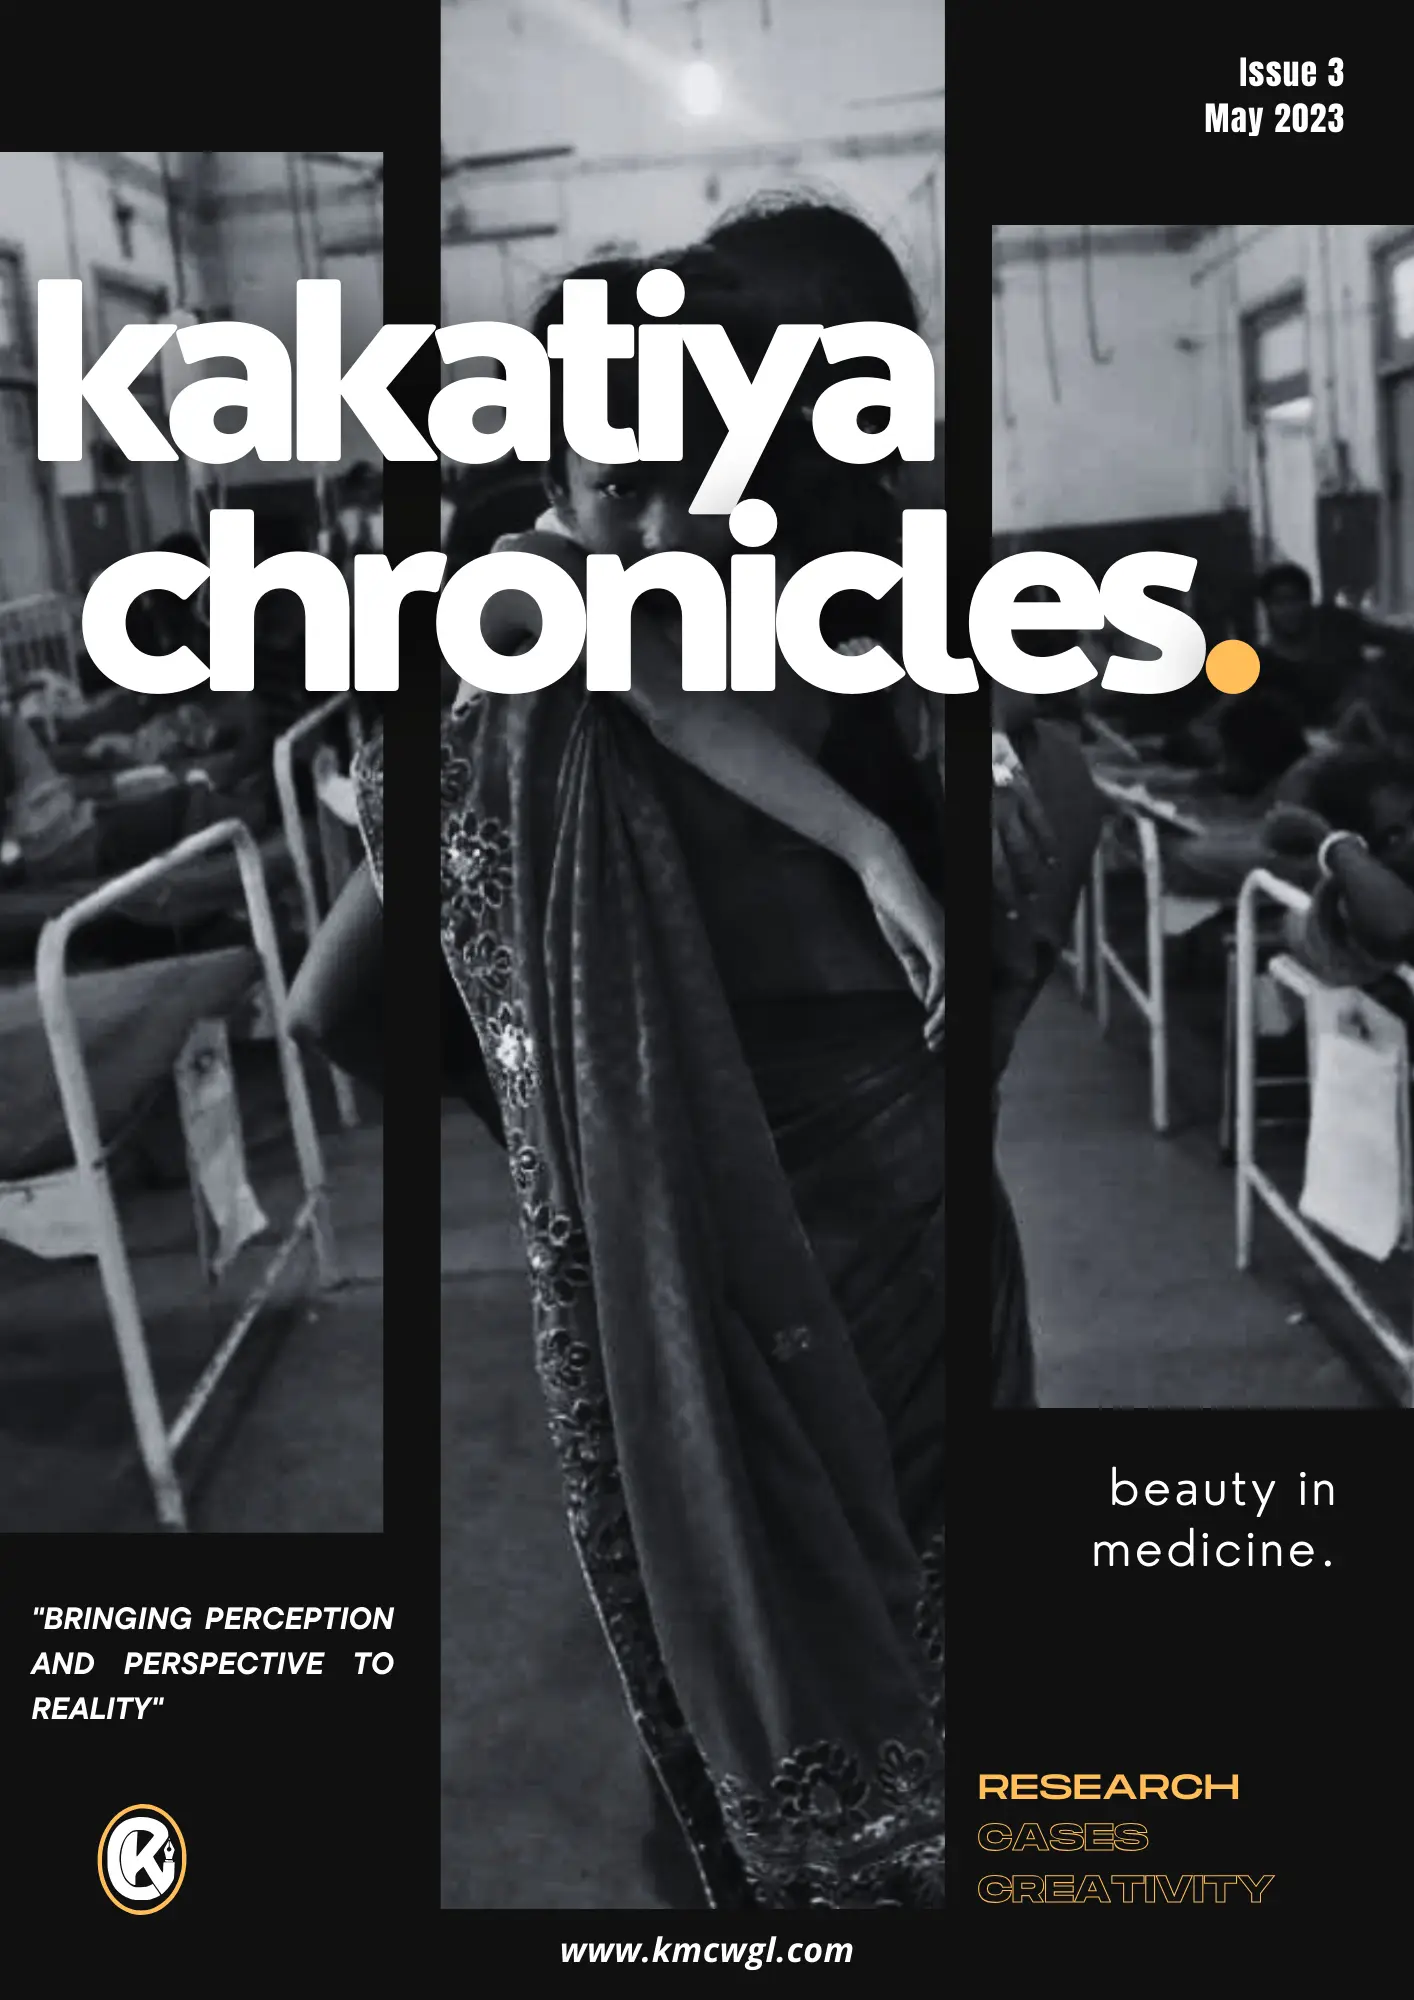 Issue 3
May 2023
kakatiya
chronicles.
beauty in
medicine.
"BRINGING PERCEPTION
AND PERSPECTIVE TO
REALITY"
RESEARCH
CASES
CREATIVITY
www.kmcwgl.com